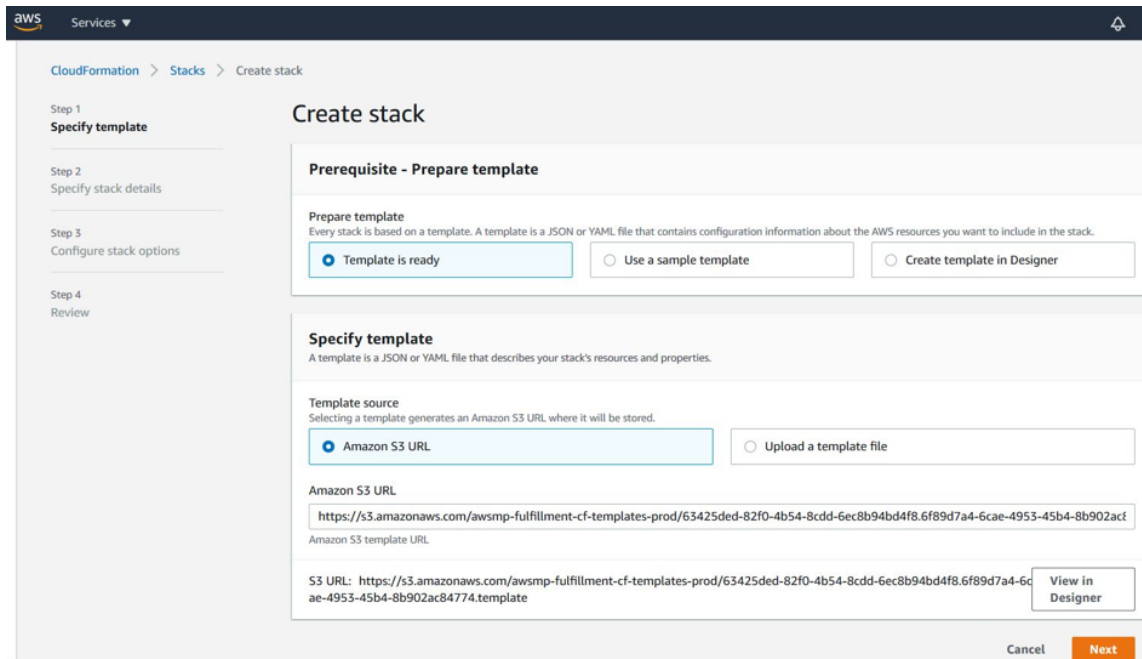 aws
Services ▼
CloudFormation > Stacks > Create stack
Step 1
Specify template
Step 2
Specify stack details
Step 3
Configure stack options
Step 4
Review
Create stack
Prerequisite - Prepare template
Prepare template
Every stack is based on a template. A template is a JSON or YAML file that contains configuration information about the AWS resources you want to include in the stack.
Template is ready
Use a sample template
Create template in Designer
Specify template
A template is a JSON or YAML file that describes your stack's resources and properties.
Template source
Selecting a template generates an Amazon S3 URL where it will be stored.
Amazon S3 URL
Upload a template file
Amazon S3 URL
https://s3.amazonaws.com/awsmp-fulfillment-cf-templates-prod/63425ded-82f0-4b54-8cdd-6ec8b94bd4f8.6f89d7a4-6cae-4953-45b4-8b902ac8
Amazon S3 template URL
S3 URL: https://s3.amazonaws.com/awsmp-fulfillment-cf-templates-prod/63425ded-82f0-4b54-8cdd-6ec8b94bd4f8.6f89d7a4-6c
ae-4953-45b4-8b902ac84774.template
View in
Designer
Cancel
Next